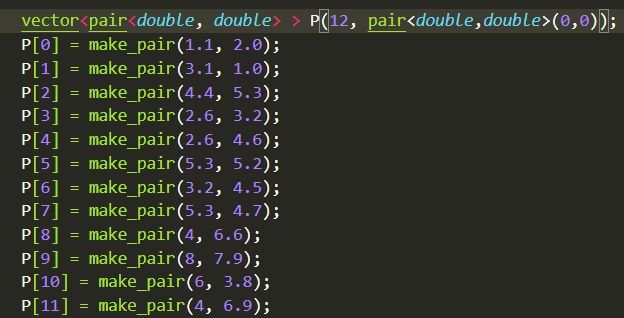 vector<pair<double, double> > P(12, pair<double,double>(0,0));
P[0] = make_pair(1.1, 2.0);
P[1] = make_pair(3.1, 1.0);
P[2] = make_pair(4.4, 5.3);
P[3] = make_pair(2.6, 3.2);
P[4] = make_pair(2.6, 4.6);
P[5] = make_pair(5.3, 5.2);
P[6] = make_pair(3.2, 4.5);
P[7] = make_pair(5.3, 4.7);
P[8] = make_pair(4, 6.6);
P[9] = make_pair(8, 7.9);
P[10] = make_pair(6, 3.8);
P[11] = make_pair(4, 6.9);